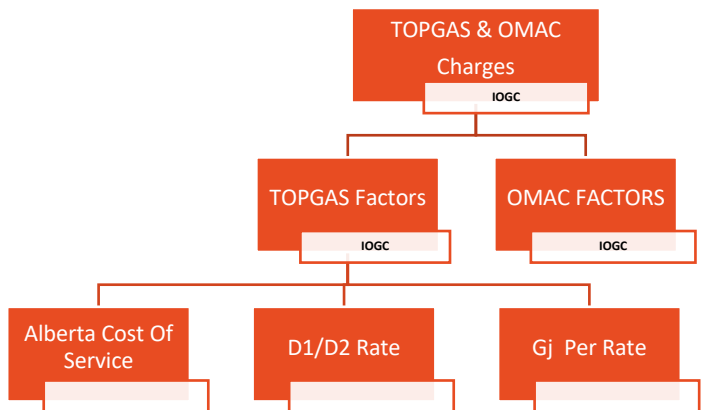 TOPGAS & OMAC
Charges
IOGC
TOPGAS Factors
OMAC FACTORS
IOGC
IOGC
Alberta Cost Of
Service
D1/D2 Rate
Gj  Per Rate